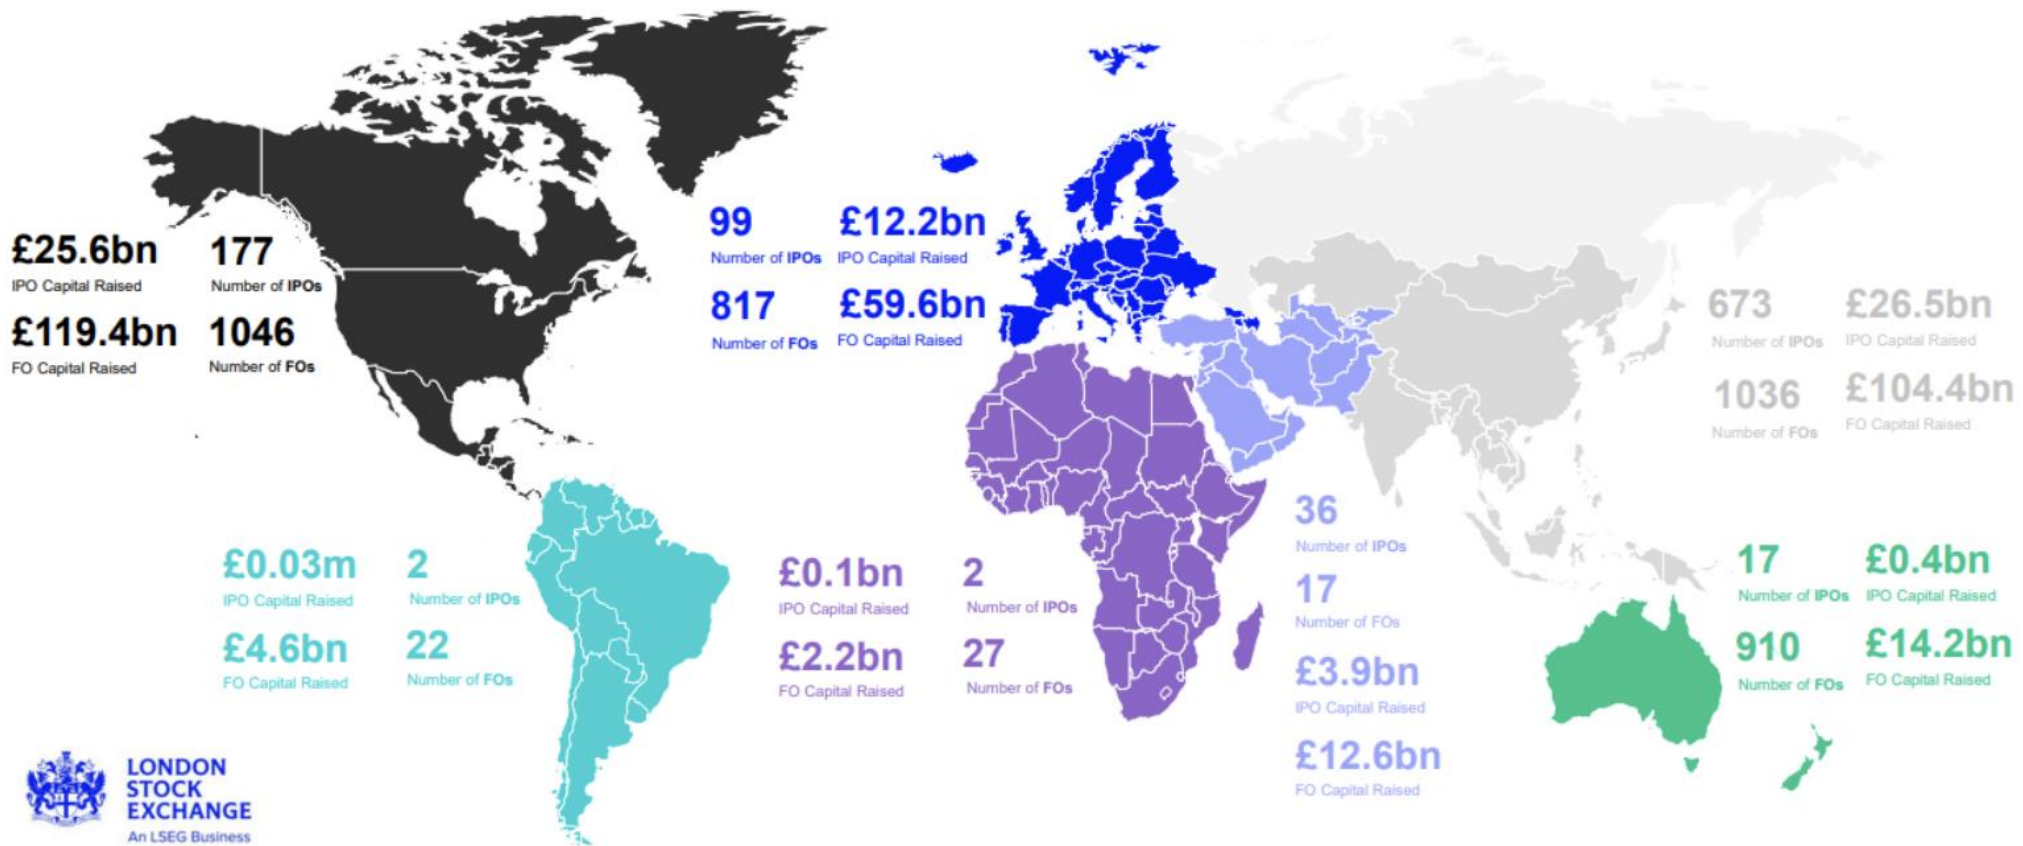 £25.6bn 177
IPO Capital Raised Number of IPOs
£119.4bn 1046
FO Capital Raised Number of FOs
99 £12.2bn
Number of IPOs IPO Capital Raised
817 £59.6bn
Number of FOs FO Capital Raised
673 £26.5bn
Number of IPOs IPO Capital Raised
1036 £104.4bn
Number of FOs FO Capital Raised
£0.03m 2
IPO Capital Raised Number of IPOs
£4.6bn 22
FO Capital Raised Number of FOs
£0.1bn 2
IPO Capital Raised Number of IPOs
£2.2bn 27
FO Capital Raised Number of FOs
36
Number of IPOs
17
Number of FOs
£3.9bn
IPO Capital Raised
£12.6bn
FO Capital Raised
17 £0.4bn
Number of IPOs IPO Capital Raised
910 £14.2bn
Number of FOs FO Capital Raised
LONDON
STOCK
EXCHANGE
An LSEG Business